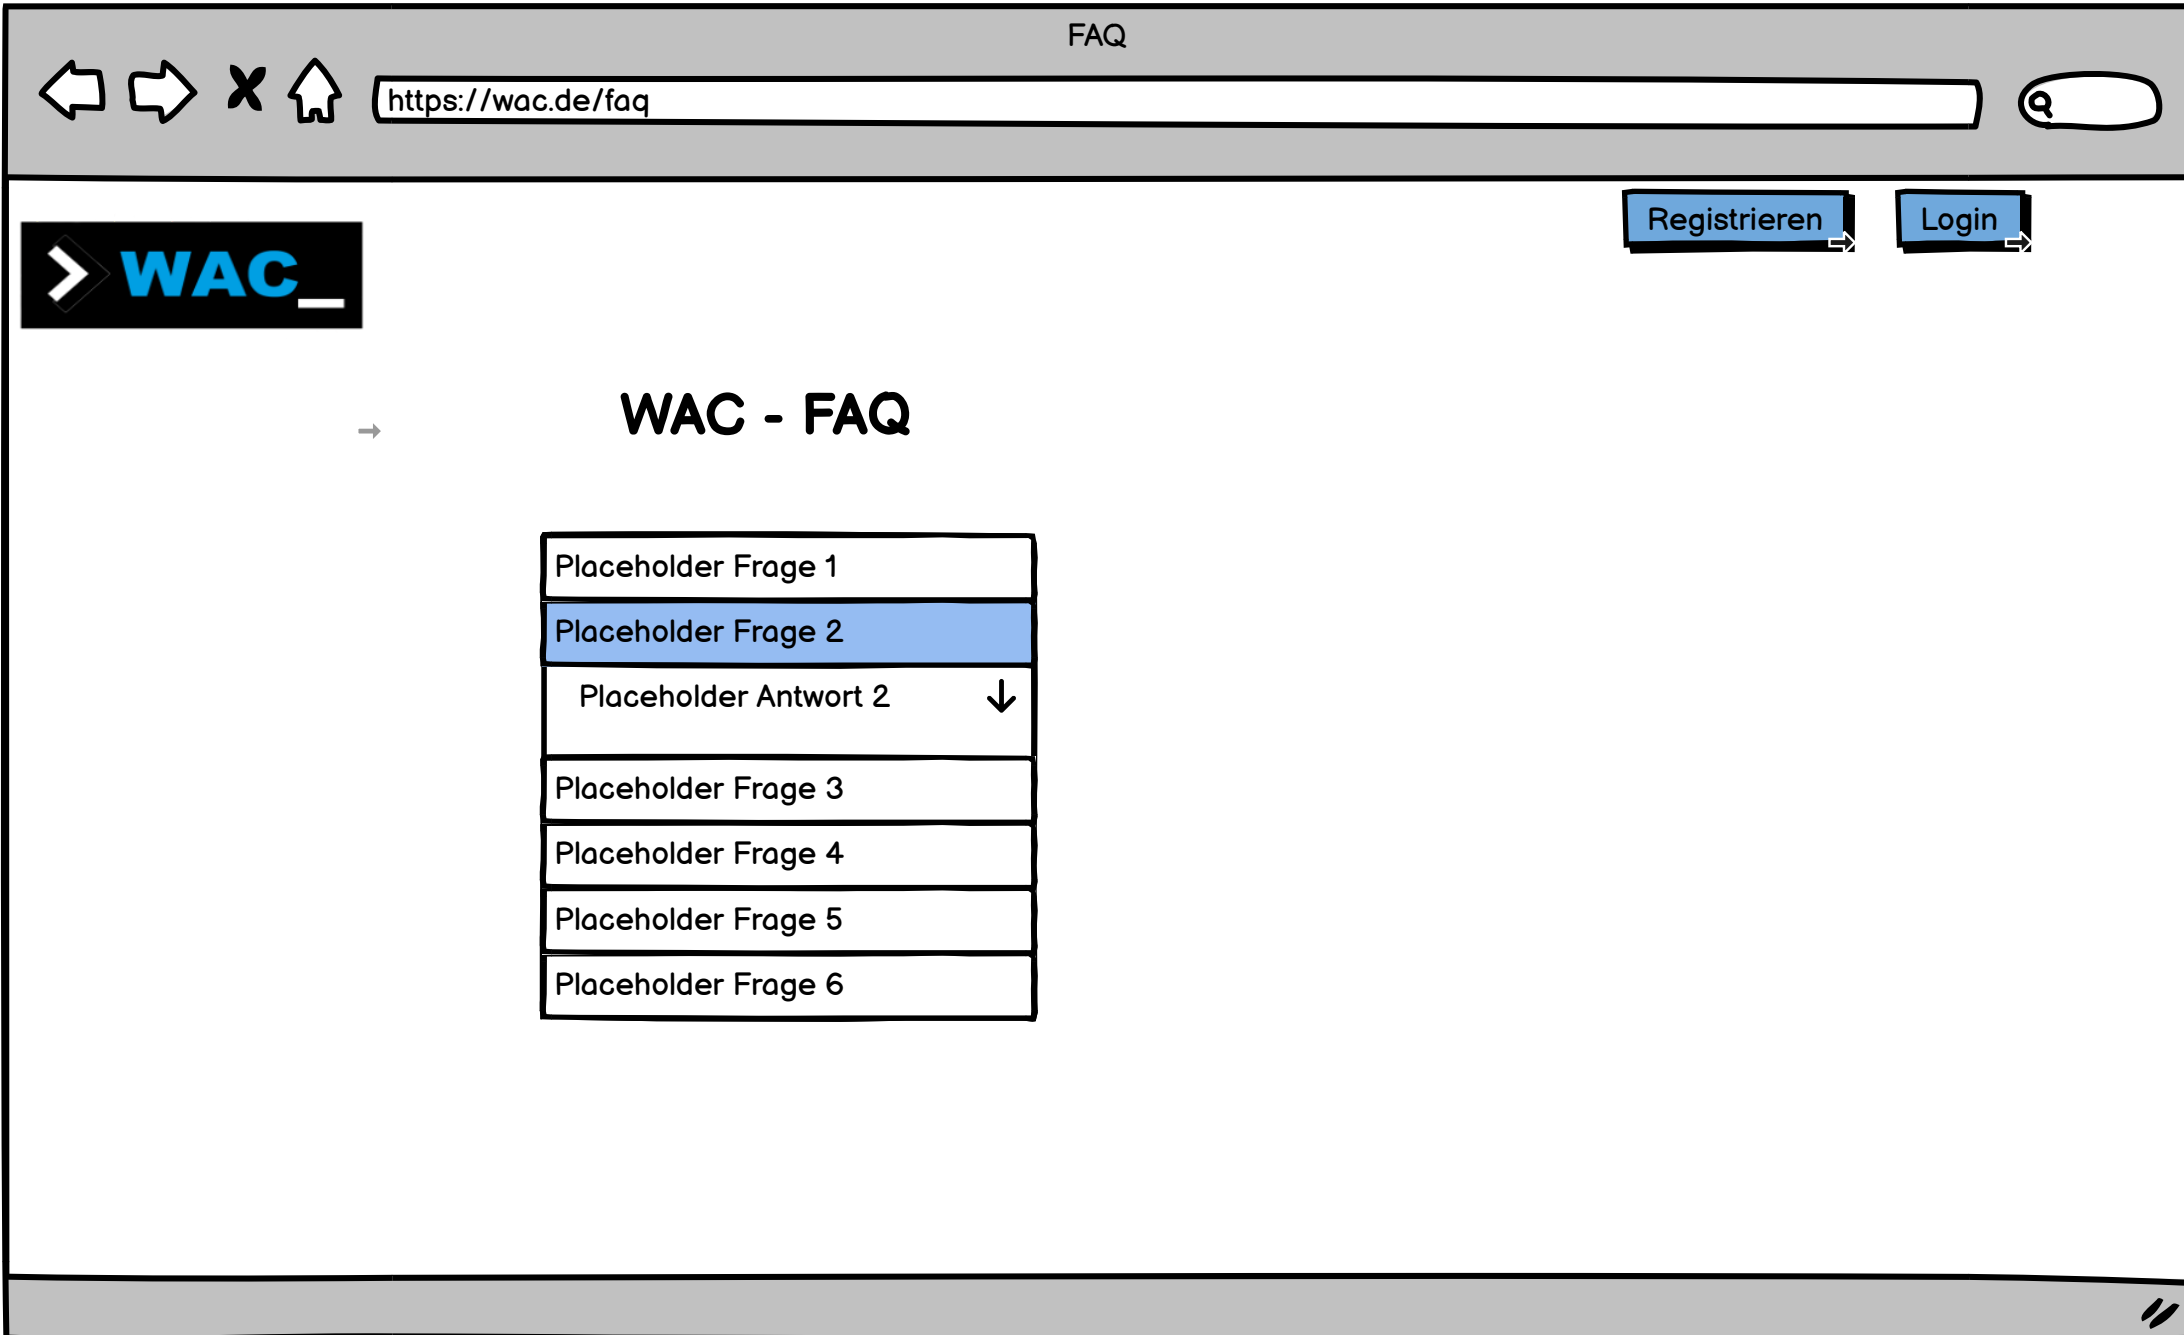 FAQ
https://wac.de/faq
Registrieren
Login
WAC_
WAC - FAQ
Placeholder Frage 1
Placeholder Frage 2
Placeholder Antwort 2
Placeholder Frage 3
Placeholder Frage 4
Placeholder Frage 5
Placeholder Frage 6